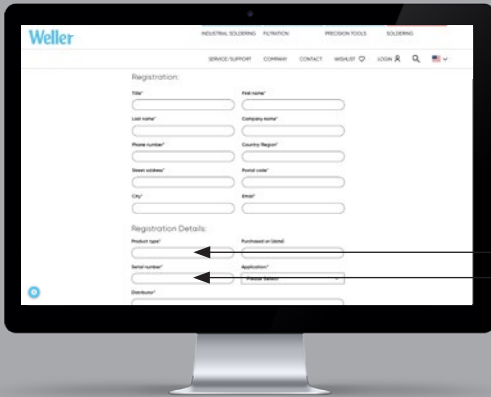 Weller
INDUSTRIAL SOLDERING FILTRATION PRECISION TOOLS SOLDERING
SERVICE/SUPPORT COMPANY CONTACT WISHLIST LOGIN
Registration:
Title* First name*
Last name* Company name*
Phone number* Country Region*
Street address* Postal code*
City* Email*
Registration Details:
Product type* Purchased on (date)
Serial number* Application:*
Please Select
Distributor*